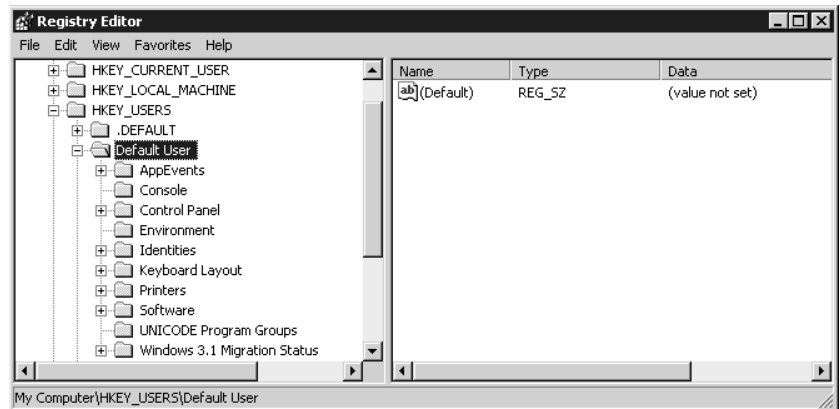 Registry Editor
File Edit View Favorites Help
HKEY_CURRENT_USER
HKEY_LOCAL_MACHINE
HKEY_USERS
.DEFAULT
Default User
AppEvents
Console
Control Panel
Environment
Identities
Keyboard Layout
Printers
Software
UNICODE Program Groups
Windows 3.1 Migration Status
Name Type Data
ab (Default) REG_SZ (value not set)
My Computer\HKEY_USERS\Default User